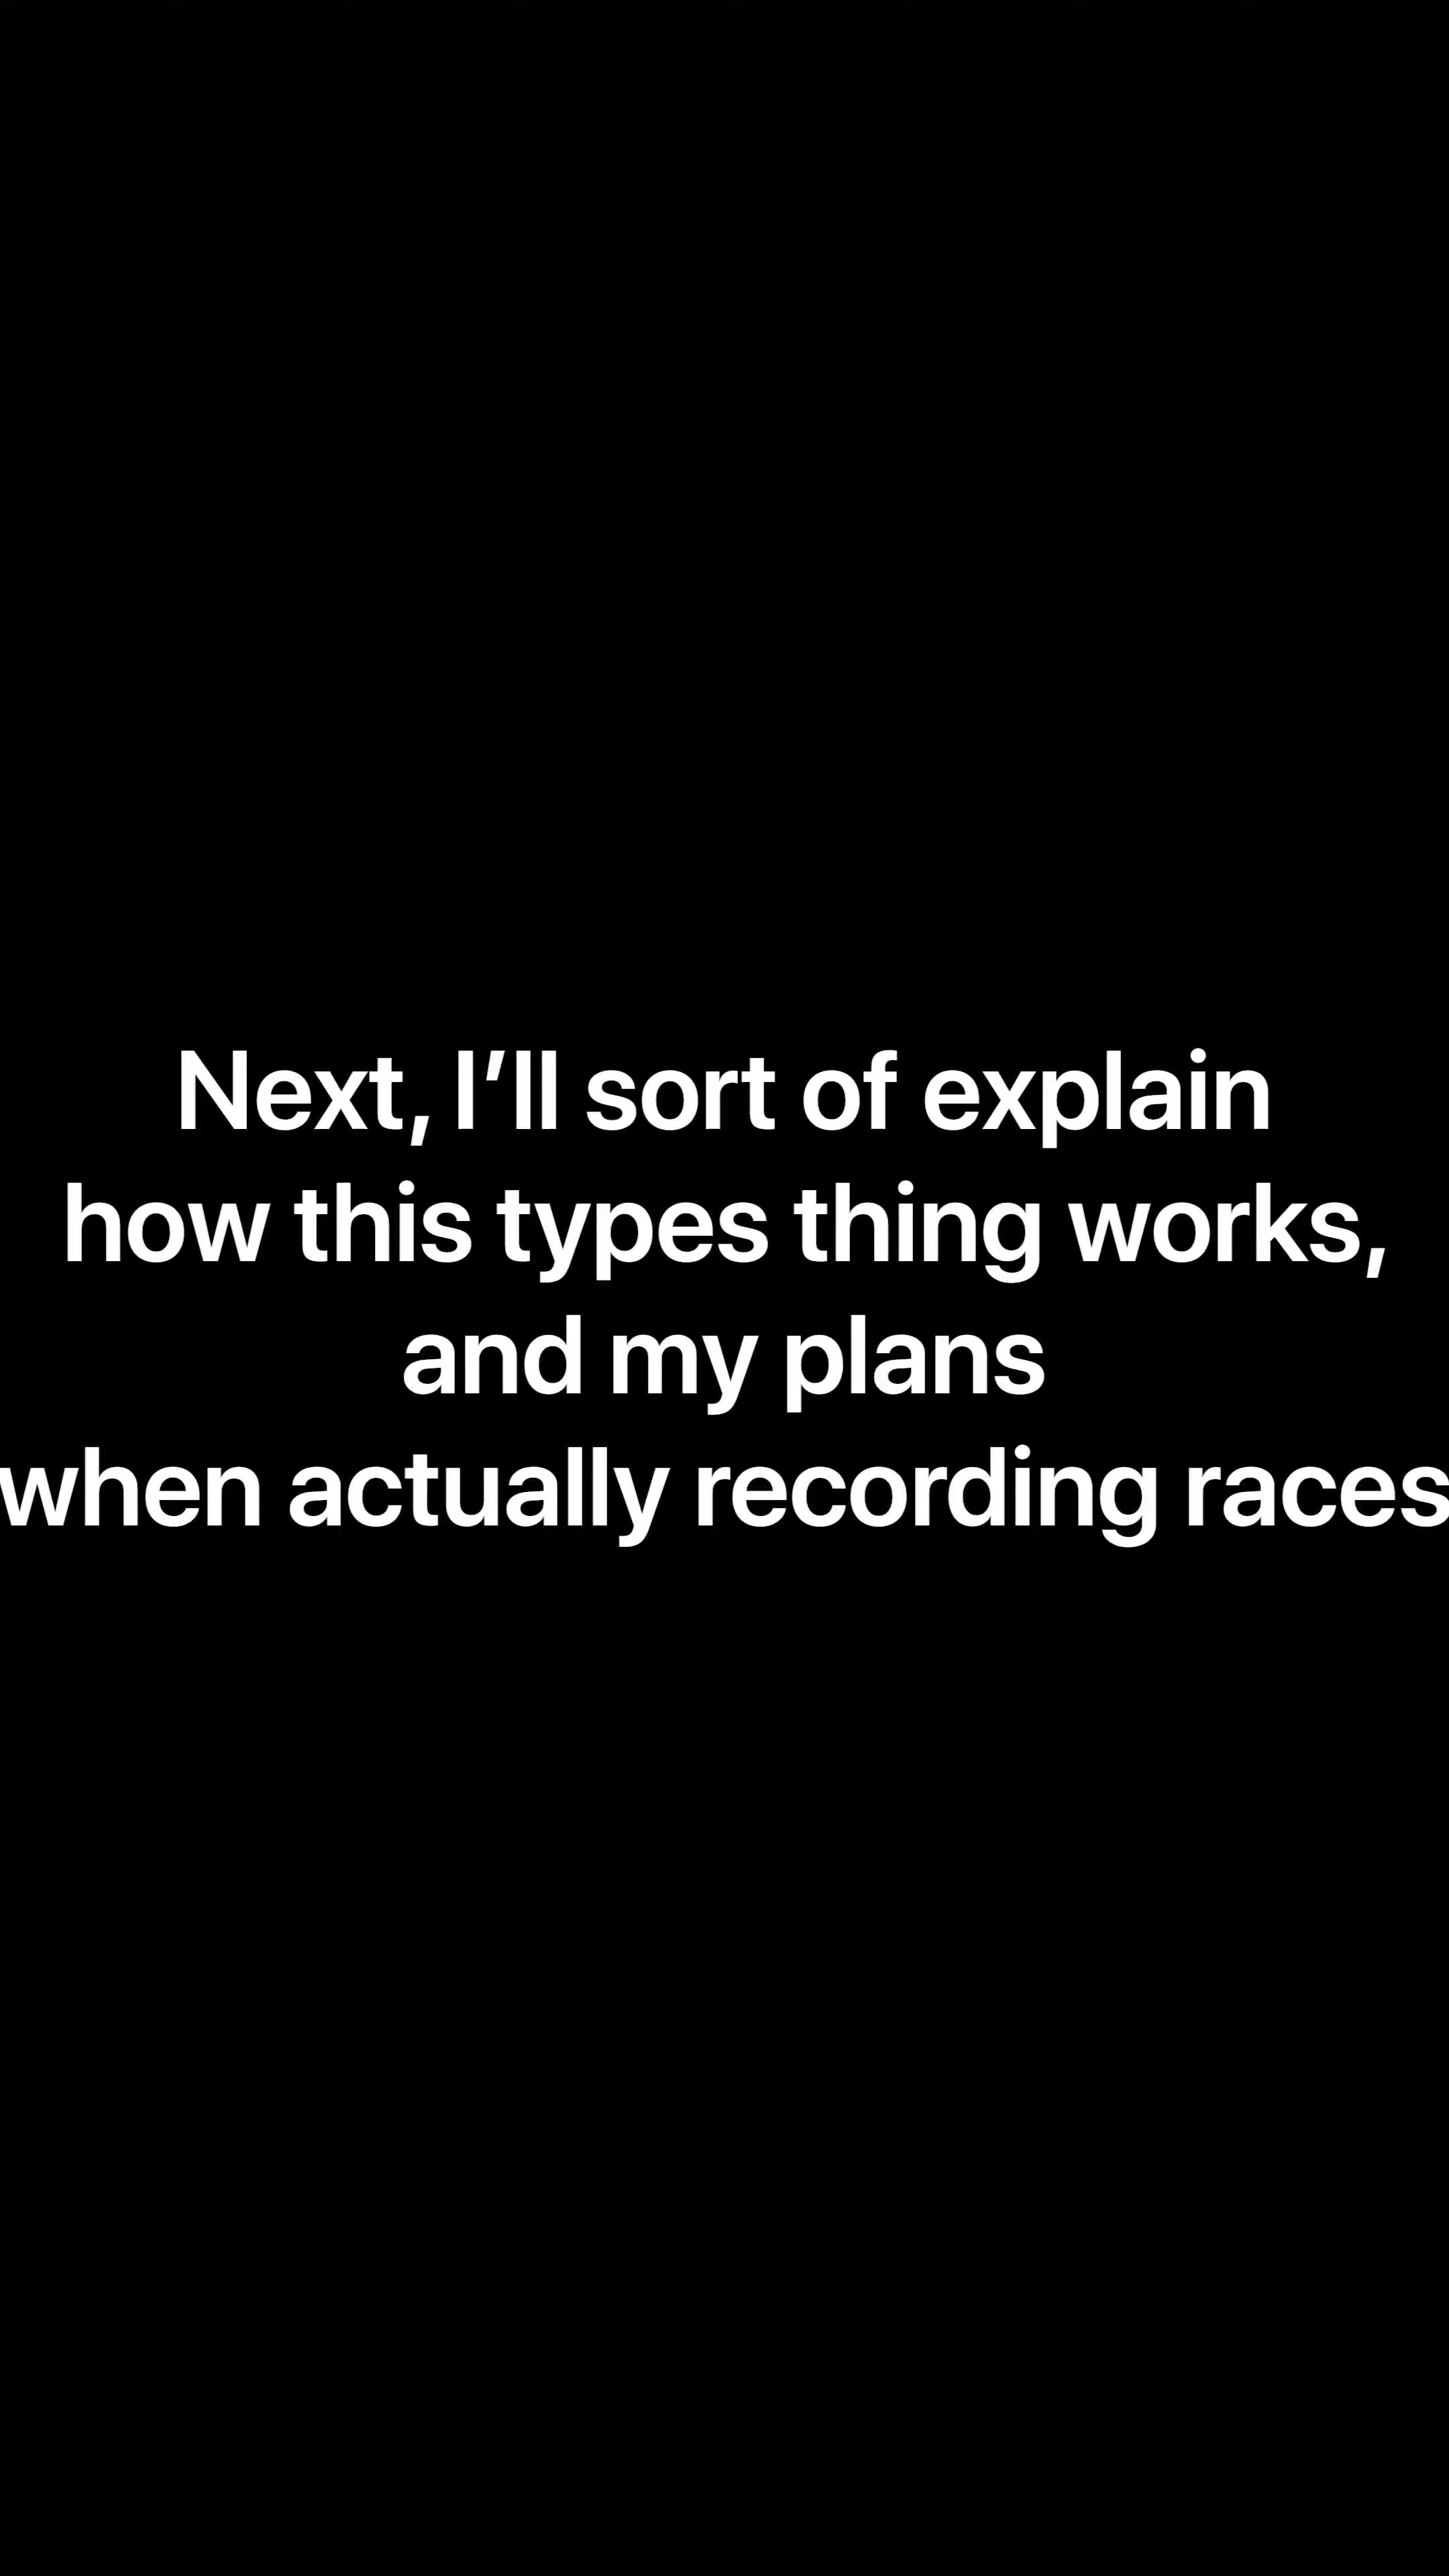 Next, I’ll sort of explain
how this types thing works,
and my plans
when actually recording races